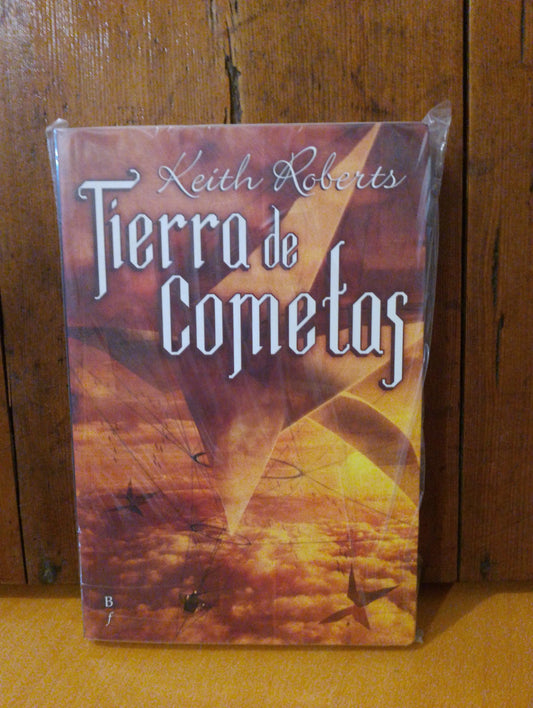 Keith Roberts
Tierra de
Cometas
B
f